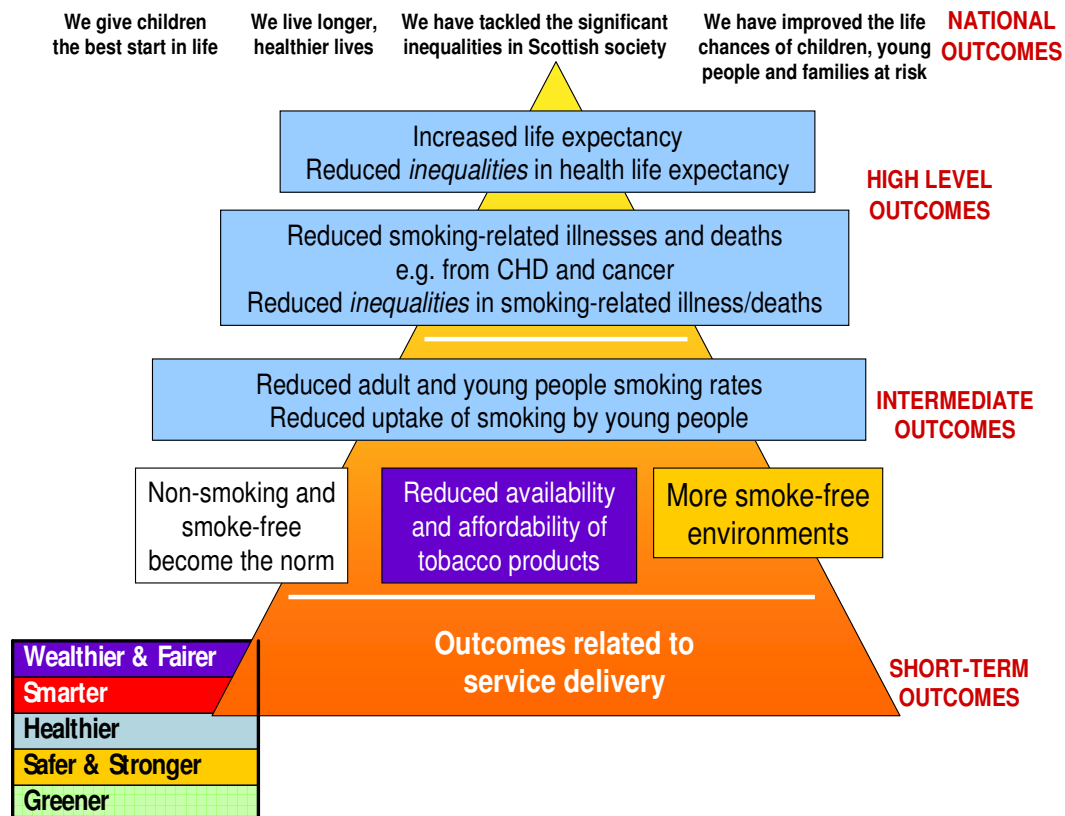 We give children
the best start in life
We live longer,
healthier lives
We have tackled the significant
inequalities in Scottish society
We have improved the life
chances of children, young
people and families at risk
NATIONAL
OUTCOMES
Increased life expectancy
Reduced inequalities in health life expectancy
HIGH LEVEL
OUTCOMES
Reduced smoking-related illnesses and deaths
e.g. from CHD and cancer
Reduced inequalities in smoking-related illness/deaths
Reduced adult and young people smoking rates
Reduced uptake of smoking by young people
INTERMEDIATE
OUTCOMES
Non-smoking and
smoke-free
become the norm
Reduced availability
and affordability of
tobacco products
More smoke-free
environments
Outcomes related to
service delivery
SHORT-TERM
OUTCOMES
Wealthier & Fairer
Smarter
Healthier
Safer & Stronger
Greener